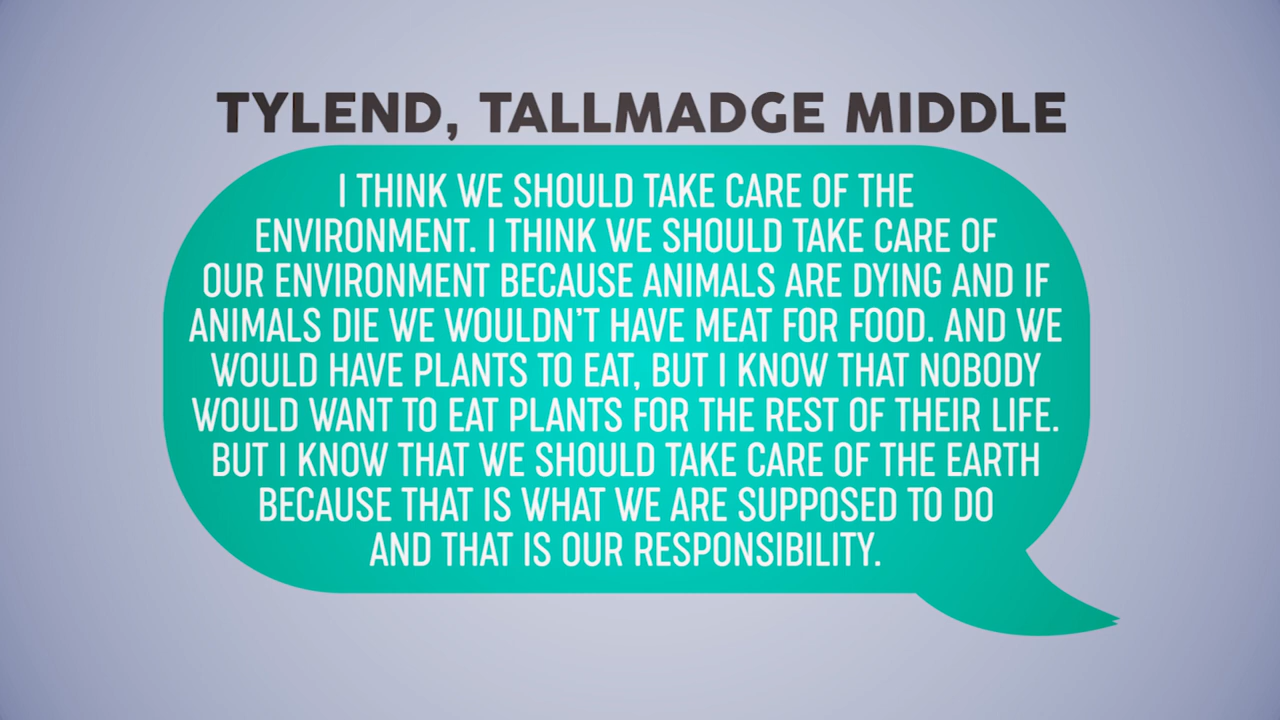 TYLEND, TALLMADGE MIDDLE
I THINK WE SHOULD TAKE CARE OF THE
ENVIRONMENT. I THINK WE SHOULD TAKE CARE OF
OUR ENVIRONMENT BECAUSE ANIMALS ARE DYING AND IF
ANIMALS DIE WE WOULDN'T HAVE MEAT FOR FOOD. AND WE
WOULD HAVE PLANTS TO EAT, BUT I KNOW THAT NOBODY
WOULD WANT TO EAT PLANTS FOR THE REST OF THEIR LIFE.
BUT I KNOW THAT WE SHOULD TAKE CARE OF THE EARTH
BECAUSE THAT IS WHAT WE ARE SUPPOSED TO DO
AND THAT IS OUR RESPONSIBILITY.